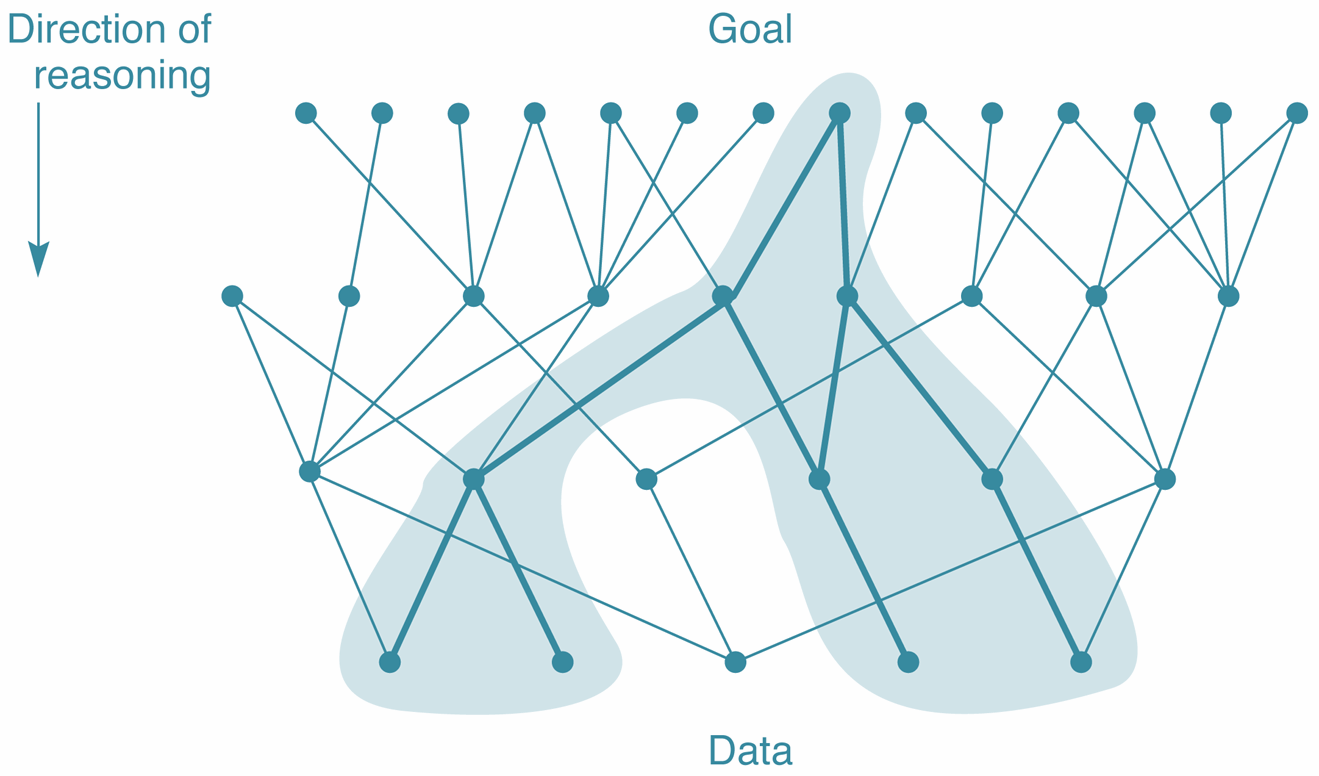 Direction of
reasoning
Goal
Data